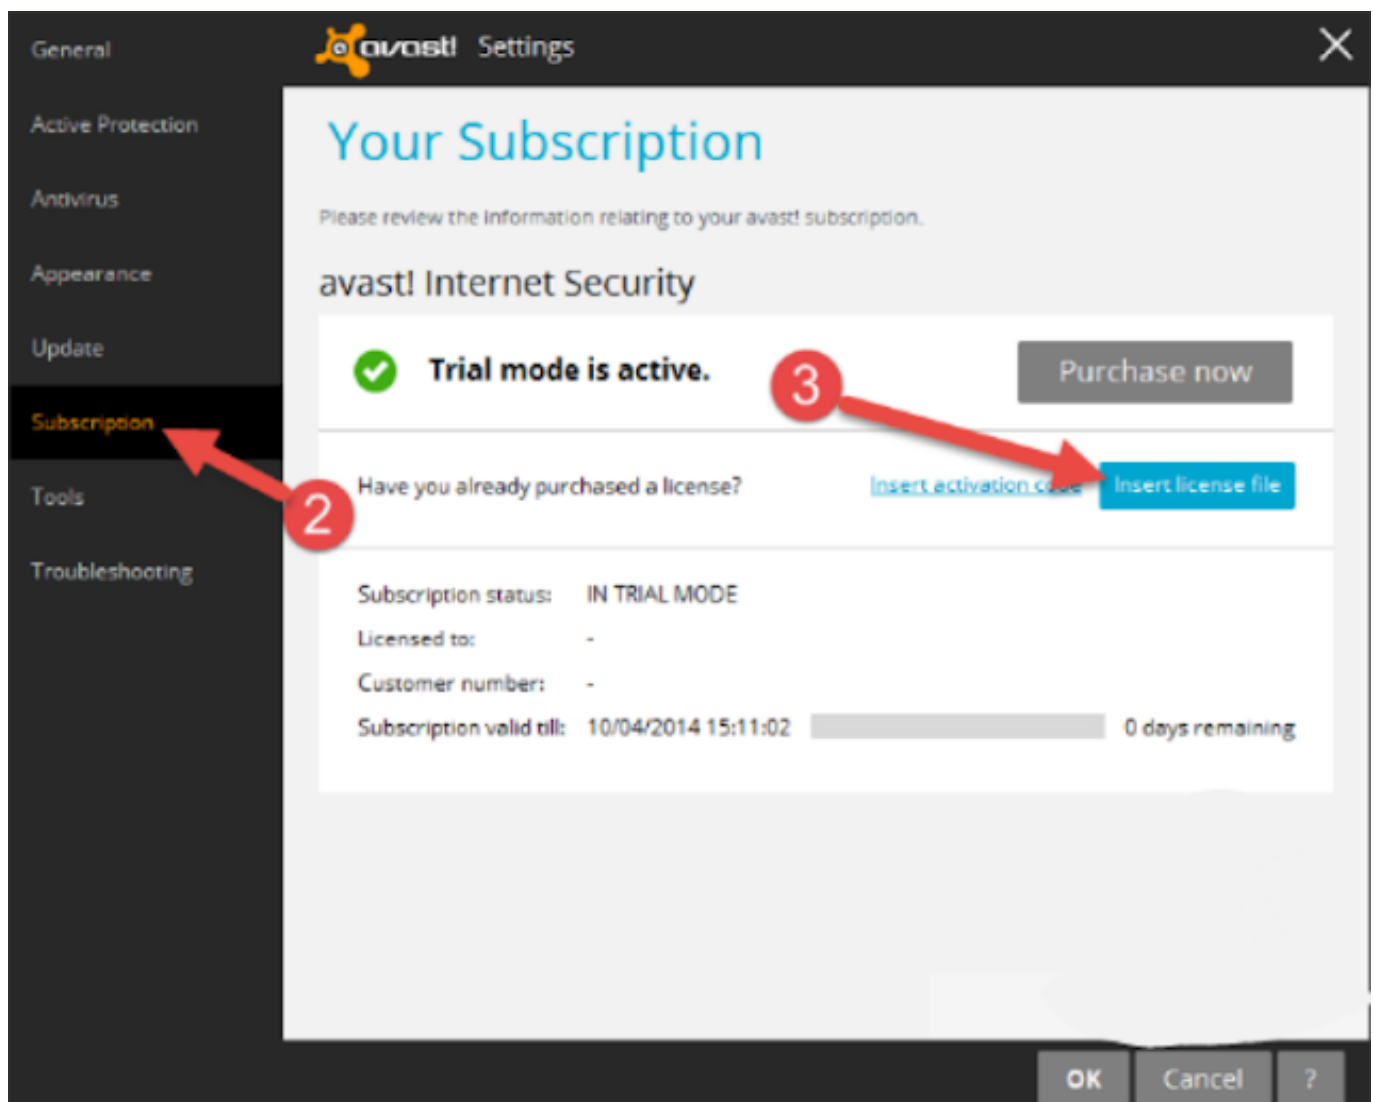 General
avast! Settings
Active Protection
Your Subscription
Antivirus
Please review the information relating to your avast! subscription.
Appearance
avast! Internet Security
Update
Trial mode is active.
3
Purchase now
Subscription
2
Have you already purchased a license?
Insert activation code
Insert license file
Tools
Troubleshooting
Subscription status: IN TRIAL MODE
Licensed to: -
Customer number: -
Subscription valid till: 10/04/2014 15:11:02 0 days remaining
OK Cancel ?